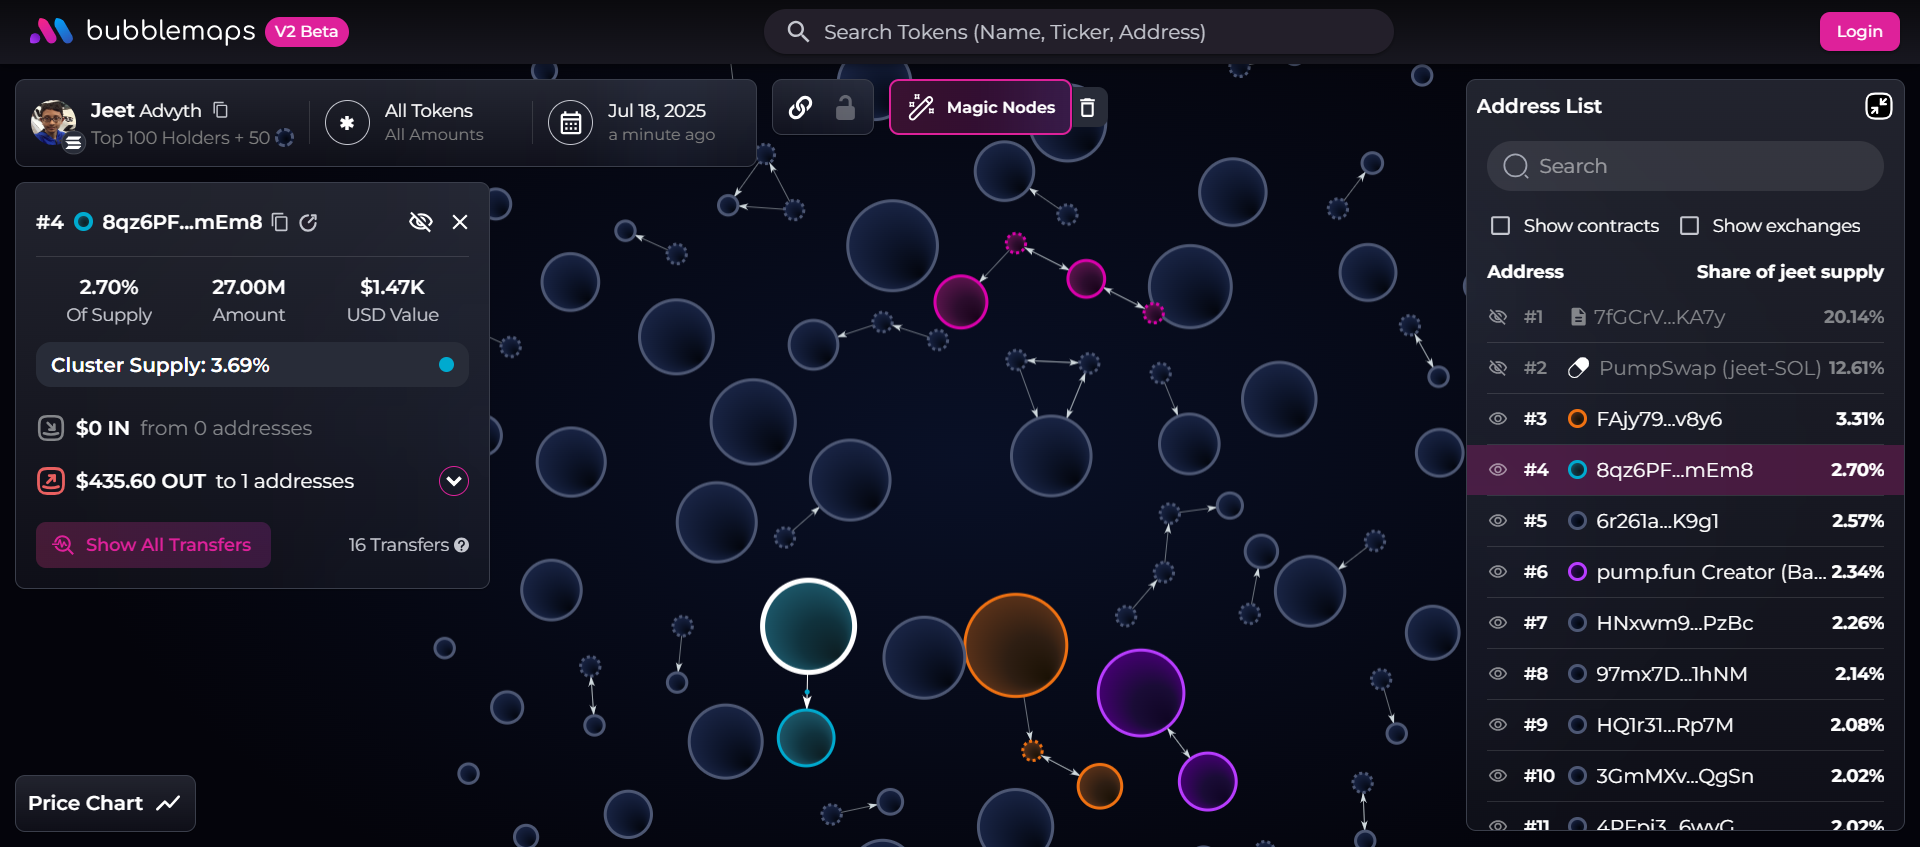 bubblemaps V2 Beta
Search Tokens (Name, Ticker, Address)
Login
Jeet Advyth
Top 100 Holders + 50
All Tokens
All Amounts
Jul 18, 2025
a minute ago
Magic Nodes
#4 8qz6PF...mEm8
2.70% 27.00M $1.47K
Of Supply Amount USD Value
Cluster Supply: 3.69%
$0 IN from 0 addresses
$435.60 OUT to 1 addresses
Show All Transfers 16 Transfers
Price Chart
Address List
Search
Show contracts Show exchanges
Address Share of jeet supply
#1 7fGCrV...KA7y 20.14%
#2 PumpSwap (jeet-SOL) 12.61%
#3 FAjy79...v8y6 3.31%
#4 8qz6PF...mEm8 2.70%
#5 6r261a...K9g1 2.57%
#6 pump.fun Creator (Ba... 2.34%
#7 HNxwm9...PzBc 2.26%
#8 97mx7D...1hNM 2.14%
#9 HQ1r31...Rp7M 2.08%
#10 3GmMXv...QgSn 2.02%
#11 2.02%